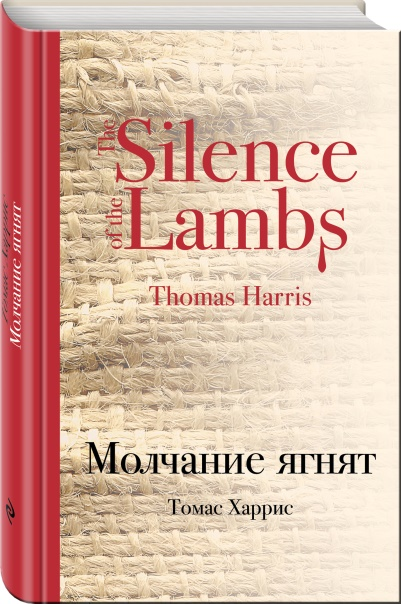 The Silence
of the Lambs
Thomas Harris
Молчание ягнят
Томас Харрис
Томас Харрис
Молчание ягнят